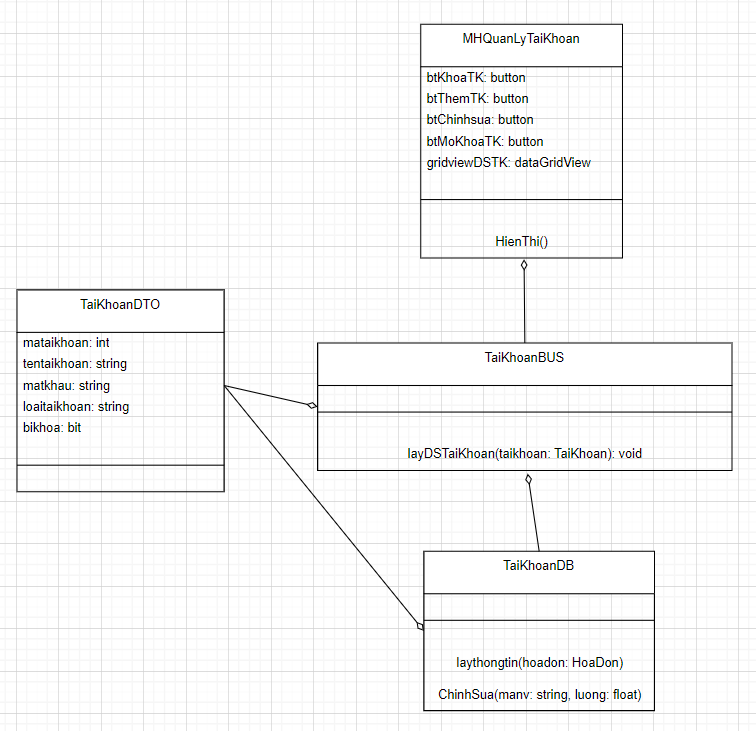 MHQuanLyTaiKhoan
btKhoaTK: button
btThemTK: button
btChinhsua: button
btMoKhoaTK: button
gridviewDSTK: dataGridView
HienThi()
TaiKhoanDTO
mataikhoan: int
tentaikhoan: string
matkhau: string
loaitaikhoan: string
bikhoa: bit
TaiKhoanBUS
layDSTaiKhoan(taikhoan: TaiKhoan): void
TaiKhoanDB
laythongtin(hoadon: HoaDon)
ChinhSua(manv: string, luong: float)